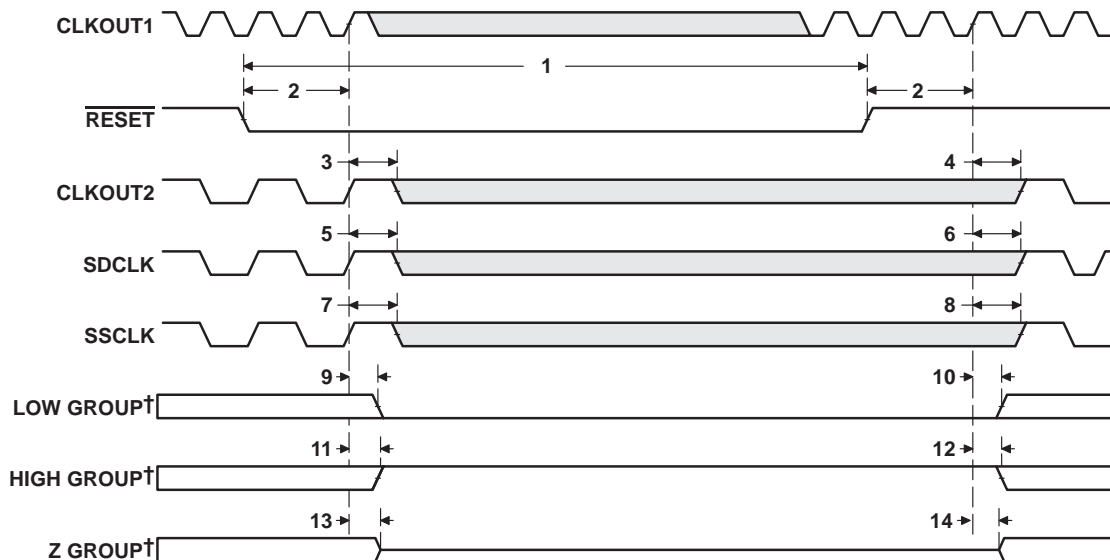 CLKOUT1
1
2 2
RESET
3 4
CLKOUT2
5 6
SDCLK
7 8
SSCLK
9 10
LOW GROUP†
11 12
HIGH GROUP†
13 14
Z GROUP†